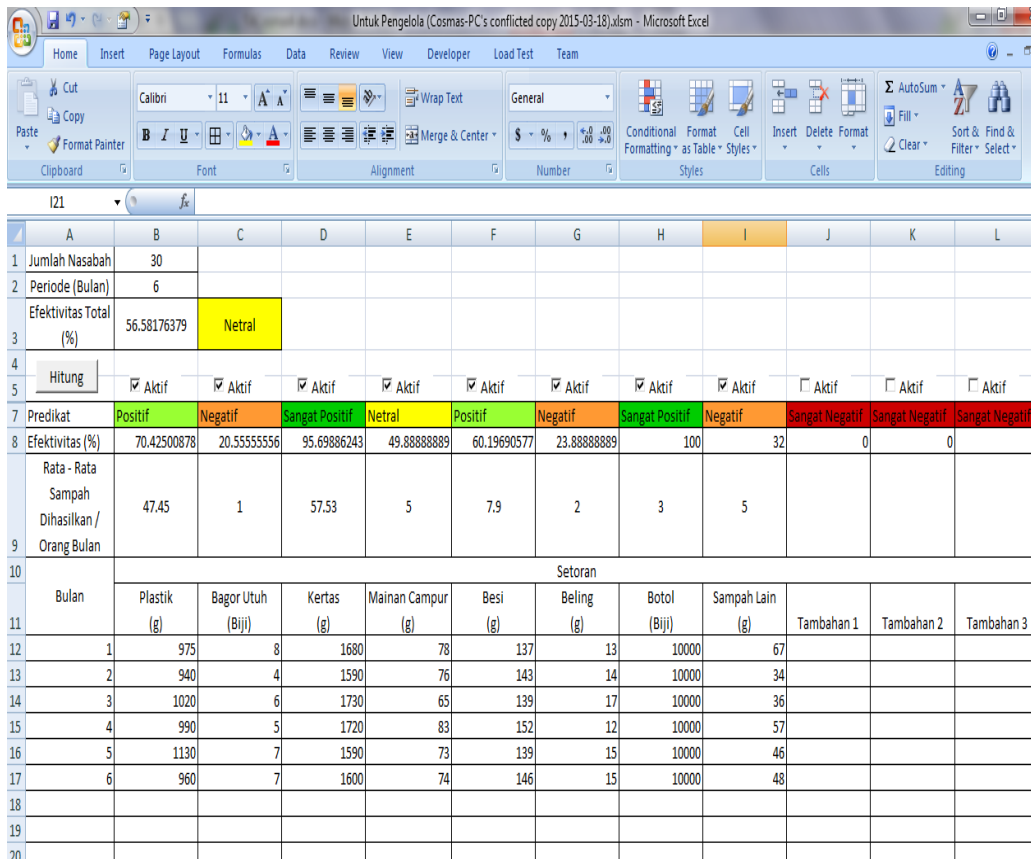 Untuk Pengelola (Cosmas-PC's conflicted copy 2015-03-18).xlsm - Microsoft Excel
Home Insert Page Layout Formulas Data Review View Developer Load Test Team
Paste Cut Copy Format Painter Clipboard
Calibri 11 B I U Font
Wrap Text Merge & Center Alignment
General $ % , Number
Conditional Formatting Format as Table Cell Styles Styles
Insert Delete Format Cells
Σ AutoSum Fill Clear Sort & Filter Find & Select Editing
I21 fx
A B C D E F G H I J K L
1 Jumlah Nasabah 30
2 Periode (Bulan) 6
3 Efektivitas Total (%) 56.58176379 Netral
4
5 Hitung Aktif Aktif Aktif Aktif Aktif Aktif Aktif Aktif Aktif Aktif Aktif
7 Predikat Positif Negatif Sangat Positif Netral Positif Negatif Sangat Positif Negatif Sangat Negatif Sangat Negatif Sangat Negatif
8 Efektivitas (%) 70.42500878 20.55555556 95.69886243 49.88888889 60.19690577 23.88888889 100 32 0 0
9 Rata - Rata Sampah Dihasilkan / Orang Bulan 47.45 1 57.53 5 7.9 2 3 5
10 Setoran
11 Bulan Plastik (g) Bagor Utuh (Biji) Kertas (g) Mainan Campur (g) Besi (g) Beling (g) Botol (Biji) Sampah Lain (g) Tambahan 1 Tambahan 2 Tambahan 3
12 1 975 8 1680 78 137 13 10000 67
13 2 940 4 1590 76 143 14 10000 34
14 3 1020 6 1730 65 139 17 10000 36
15 4 990 5 1720 83 152 12 10000 57
16 5 1130 7 1590 73 139 15 10000 46
17 6 960 7 1600 74 146 15 10000 48
18
19
20